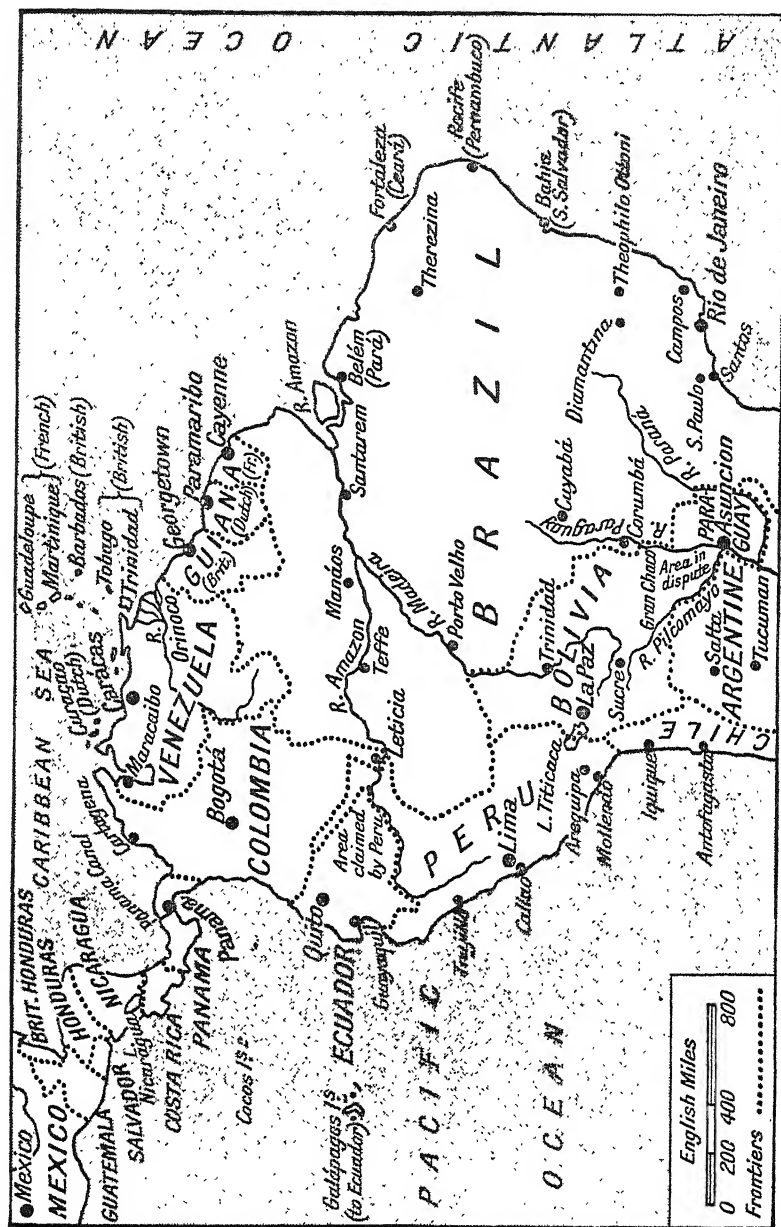 Mexico
MEXICO
BRIT. HONDURAS
HONDURAS
GUATEMALA
SALVADOR
NICARAGUA
L.
Nicaragua
COSTA RICA
PANAMA
Panama
Panama Canal
Cocos Is.
CARIBBEAN SEA
Curaçao
(Dutch)
Guadeloupe
Martinique
(French)
Barbados (British)
Tobago
Trinidad
(British)
Cartagena
Maracaibo
Carácas
VENEZUELA
R.
Orinoco
Georgetown
Paramaribo
Cayenne
GUIANA
(Brit.)
(Dutch)
(Fr.)
Bogotá
COLOMBIA
Quito
ECUADOR
Guayaquil
Galápagos Is
(to Ecuador)
Area
claimed
by Peru
Leticia
R. Amazon
Teffe
Manáos
Santarem
R. Amazon
Belém
(Pará)
Fortaleza
(Ceará)
Therezina
Recife
(Pernambuco)
Bahia
(S. Salvador)
ATLANTIC OCEAN
PACIFIC
OCEAN
PERU
Lima
Callao
L. Titicaca
Arequipa
Mollendo
R. Madeira
Porto Velho
BRAZIL
BOLIVIA
Trinidad
La Paz
Sucre
Cuyabá
R. Paraguay
Corumbá
Gran Chaco
Area in
dispute
R. Pilcomayo
Diamantina
Theophilo Ottoni
R. Paraná
Campos
Rio de Janeiro
S. Paulo
Santos
PARA-
GUAY
Asuncion
Iquique
Antofagasta
CHILE
Salta
ARGENTINE
Tucuman
English Miles
0 200 400 800
Frontiers